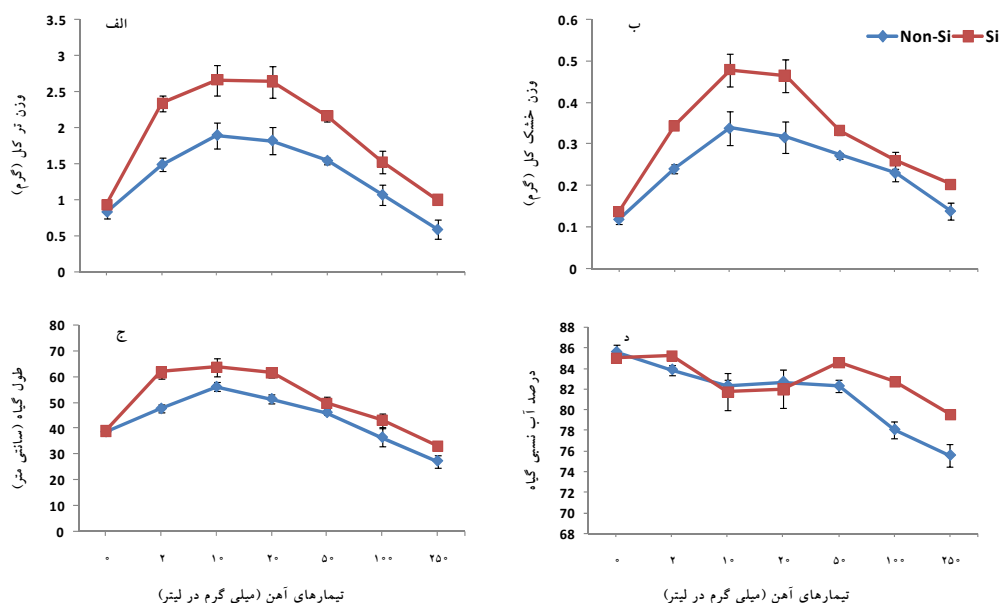 الف
وزن تر کل (گرم)
3.5
3
2.5
2
1.5
1
0.5
0
ب
Non-Si Si
وزن خشک کل (گرم)
0.6
0.5
0.4
0.3
0.2
0.1
0
ج
طول گیاه (سانتی متر)
80
70
60
50
40
30
20
10
0
۰ ۲ ۱۰ ۲۰ ۵۰ ۱۰۰ ۲۵۰
تیمارهای آهن (میلی گرم در لیتر)
د
درصد آب نسبی گیاه
88
86
84
82
80
78
76
74
72
70
68
۰ ۲ ۱۰ ۲۰ ۵۰ ۱۰۰ ۲۵۰
تیمارهای آهن (میلی گرم در لیتر)